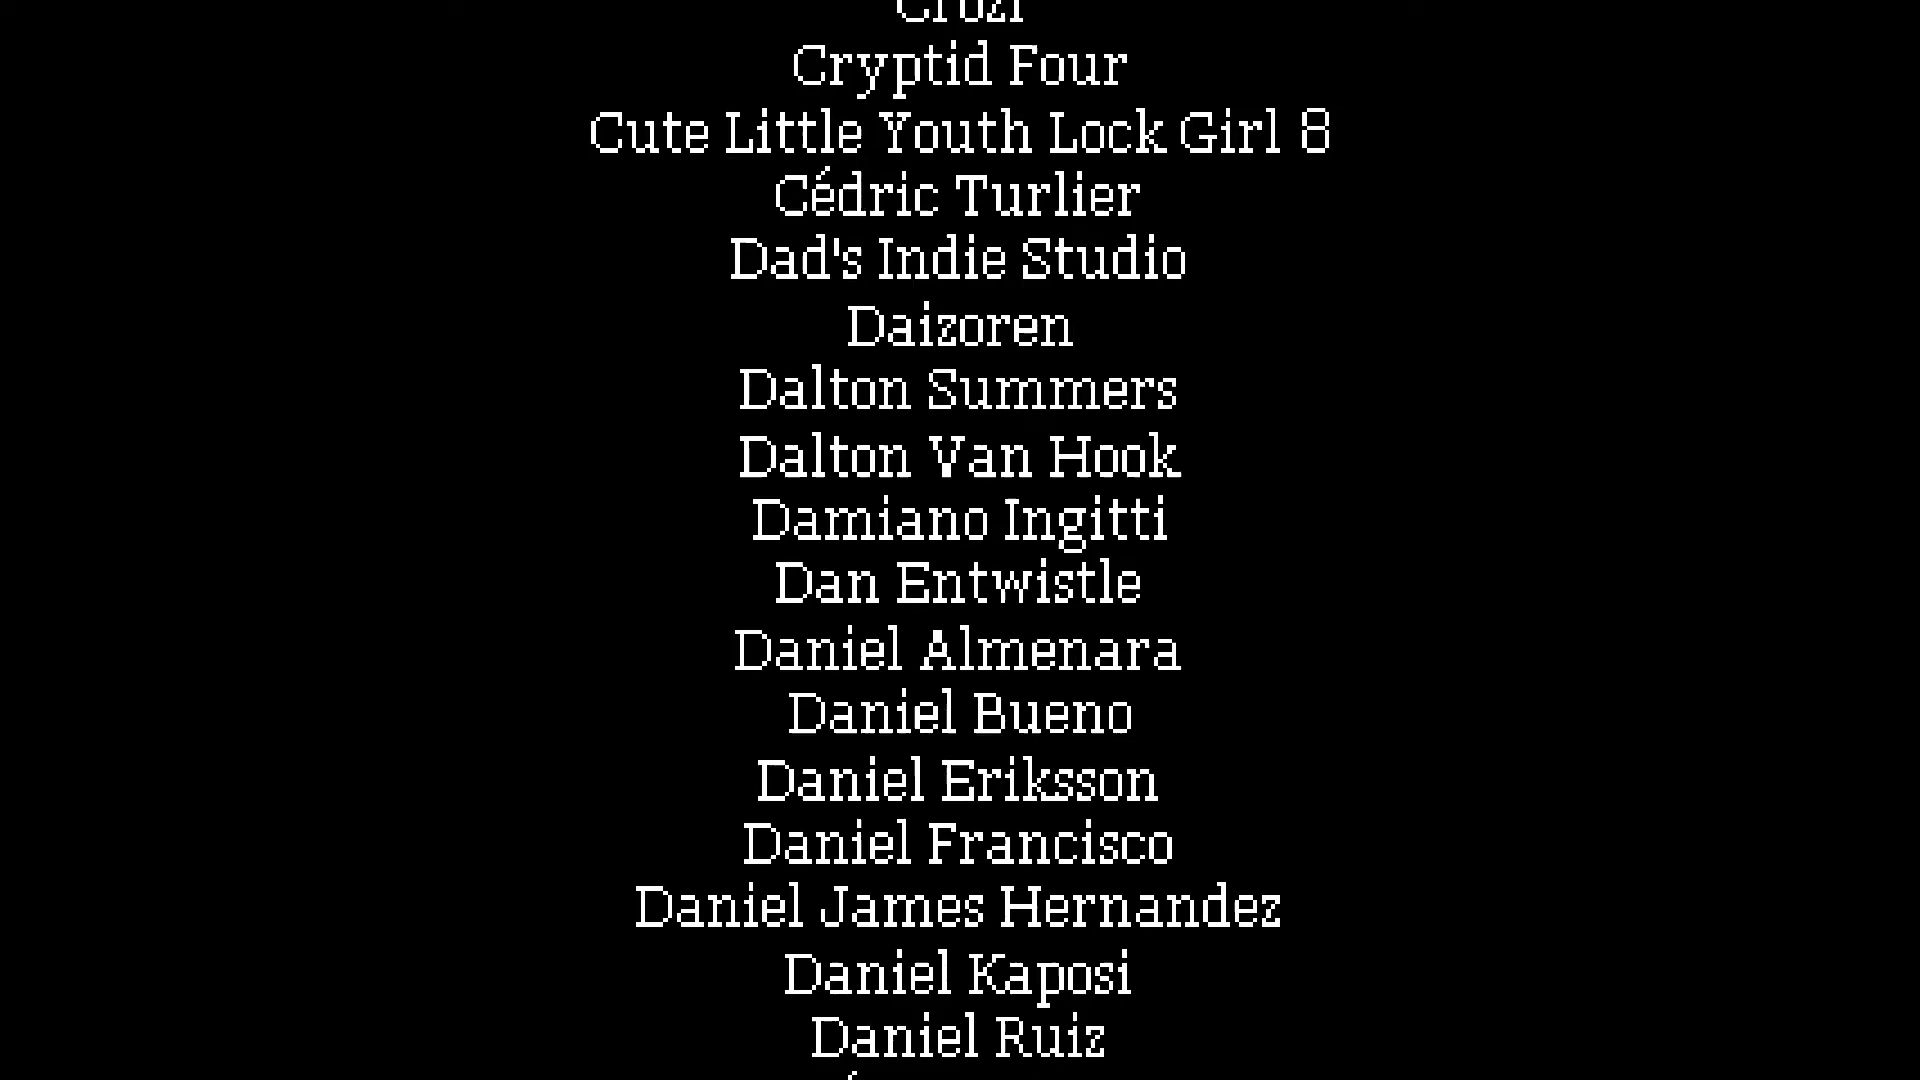 Crozi
Cryptid Four
Cute Little Youth Lock Girl 8
Cédric Turlier
Dad's Indie Studio
Daizoren
Dalton Summers
Dalton Van Hook
Damiano Ingitti
Dan Entwistle
Daniel Almenara
Daniel Bueno
Daniel Eriksson
Daniel Francisco
Daniel James Hernandez
Daniel Kaposi
Daniel Ruiz